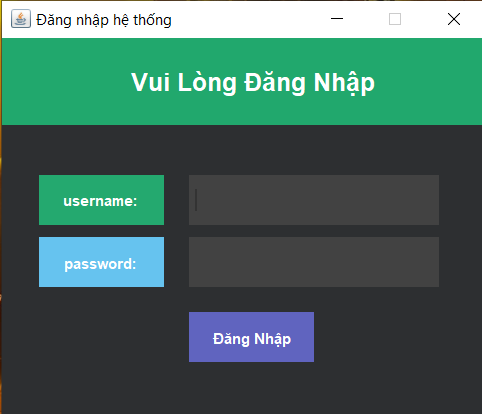 Đăng nhập hệ thống
Vui Lòng Đăng Nhập
username:
password:
Đăng Nhập